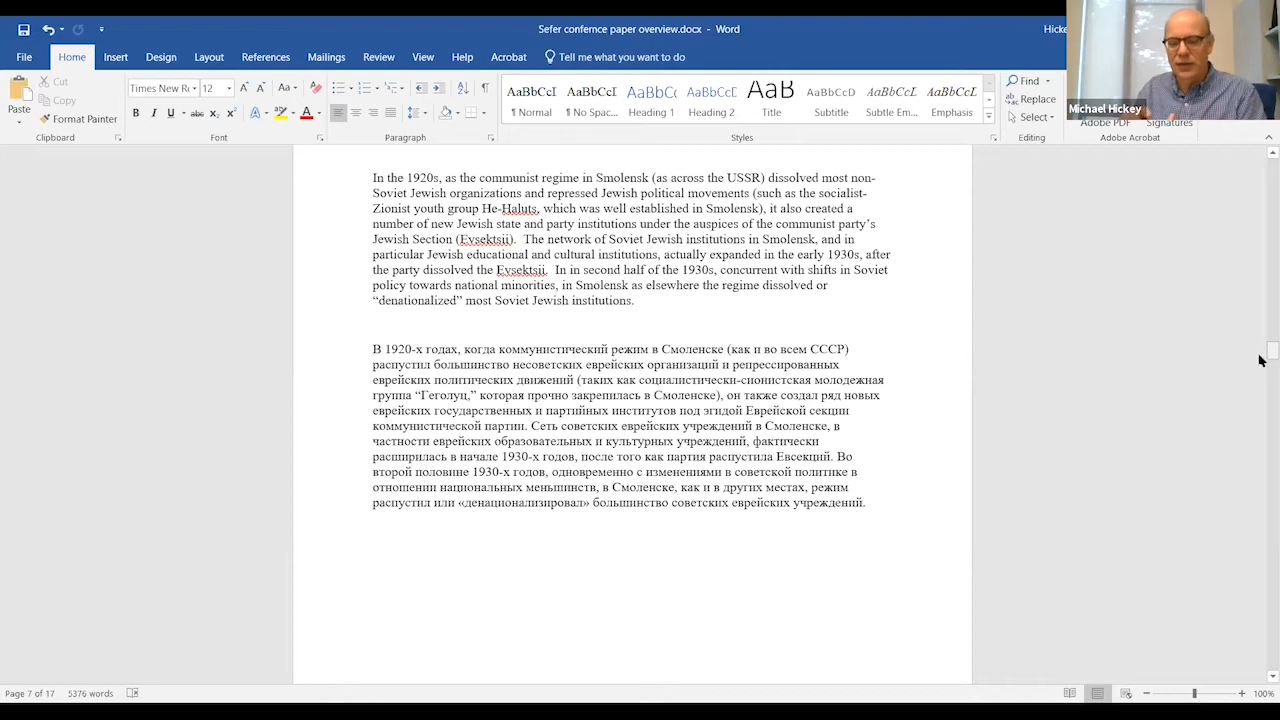 Sefer confernce paper overview.docx - Word
Hicke
File Home Insert Design Layout References Mailings Review View Help Acrobat Tell me what you want to do
Cut
Copy
Format Painter
Paste
Clipboard
Times New Ro 12
Font
Paragraph
AaBbCcI AaBbCcI AaBbC( AaBbCcI AaB AaBbCcD AaBbCcI AaBbCcI
¶ Normal ¶ No Spac... Heading 1 Heading 2 Title Subtitle Subtle Em... Emphasis
Styles
Find
Replace
Select
Editing
Michael Hickey
Adobe PDF Signatures
Adobe Acrobat
In the 1920s, as the communist regime in Smolensk (as across the USSR) dissolved most non-
Soviet Jewish organizations and repressed Jewish political movements (such as the socialist-
Zionist youth group He-Haluts, which was well established in Smolensk), it also created a
number of new Jewish state and party institutions under the auspices of the communist party’s
Jewish Section (Evsektsii). The network of Soviet Jewish institutions in Smolensk, and in
particular Jewish educational and cultural institutions, actually expanded in the early 1930s, after
the party dissolved the Evsektsii. In in second half of the 1930s, concurrent with shifts in Soviet
policy towards national minorities, in Smolensk as elsewhere the regime dissolved or
“denationalized” most Soviet Jewish institutions.
В 1920-х годах, когда коммунистический режим в Смоленске (как и во всем СССР)
распустил большинство несоветских еврейских организаций и репрессированных
еврейских политических движений (таких как социалистически-сионистская молодежная
группа “Геголуц,” которая прочно закрепилась в Смоленске), он также создал ряд новых
еврейских государственных и партийных институтов под эгидой Еврейской секции
коммунистической партии. Сеть советских еврейских учреждений в Смоленске, в
частности еврейских образовательных и культурных учреждений, фактически
расширилась в начале 1930-х годов, после того как партия распустила Евсекций. Во
второй половине 1930-х годов, одновременно с изменениями в советской политике в
отношении национальных меньшинств, в Смоленске, как и в других местах, режим
распустил или «денационализировал» большинство советских еврейских учреждений.
Page 7 of 17 5376 words
100%